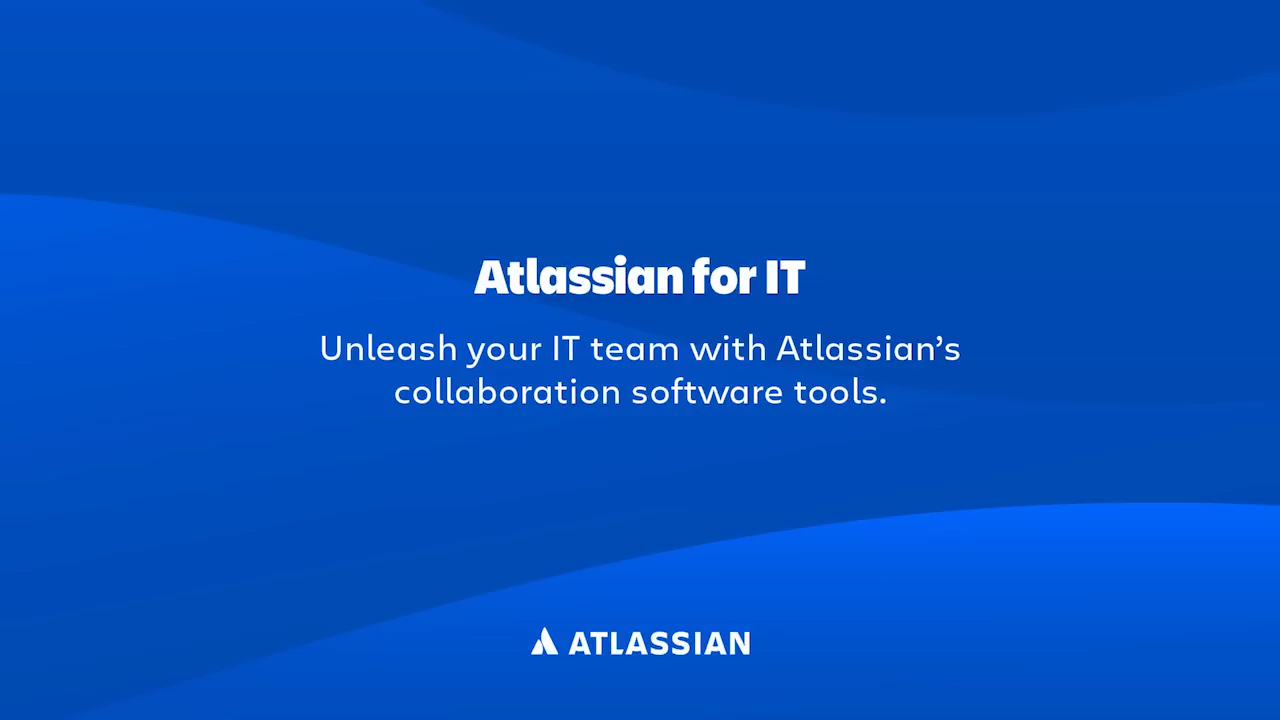 Atlassian for IT
Unleash your IT team with Atlassian’s
collaboration software tools.
ATLASSIAN